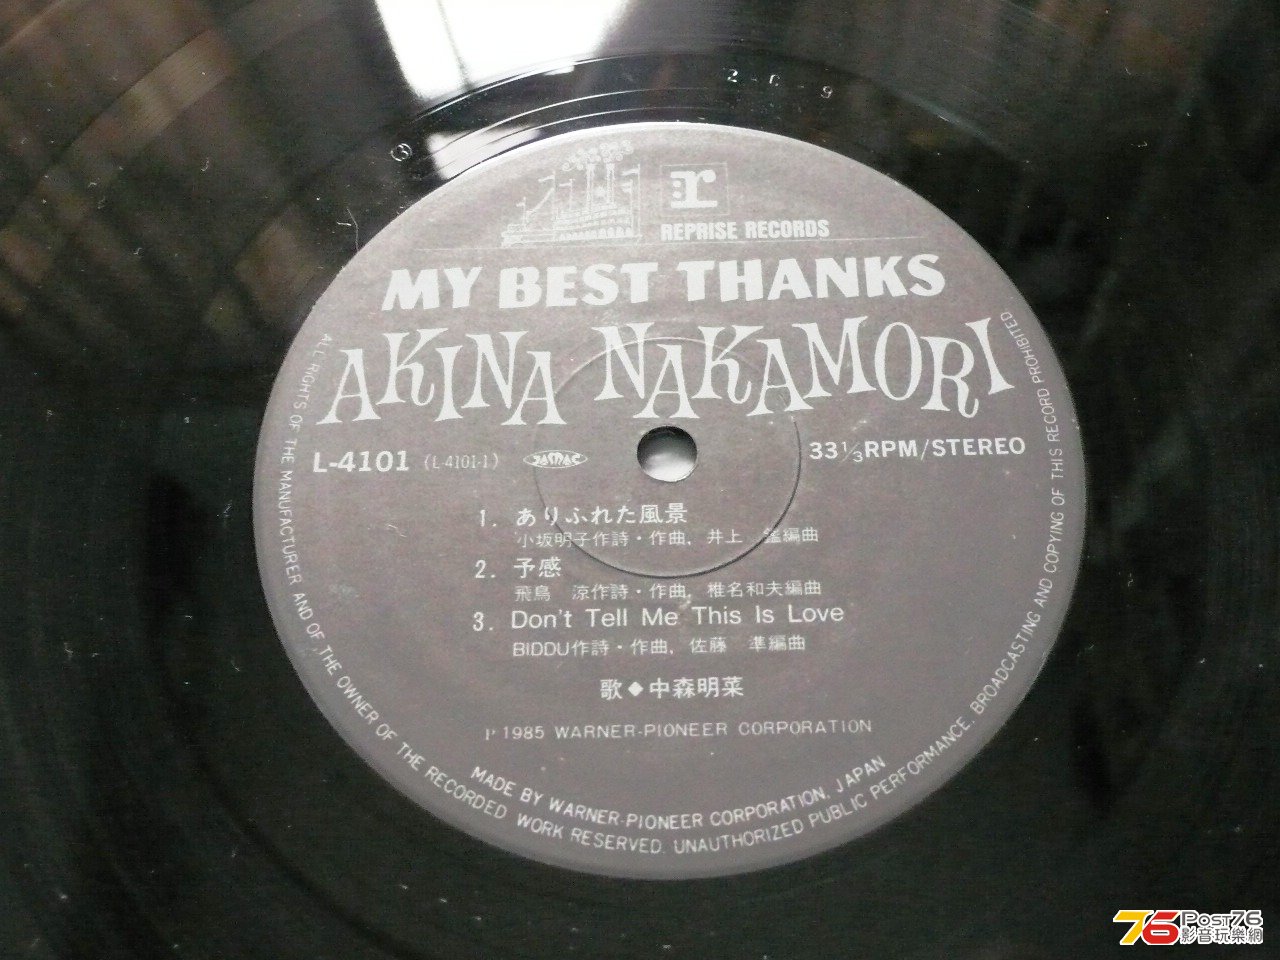 2-C-9
r
REPRISE RECORDS
MY BEST THANKS
AKINA NAKAMORI
L-4101 (L-4101-1) JASRAC 33⅓RPM/STEREO
1. ありふれた風景
小坂明子作詩・作曲, 井上 鑑編曲
2. 予感
飛鳥 涼作詩・作曲, 椎名和夫編曲
3. Don't Tell Me This Is Love
BIDDU作詩・作曲, 佐藤 準編曲
歌◆中森明菜
℗1985 WARNER-PIONEER CORPORATION
MADE BY WARNER-PIONEER CORPORATION, JAPAN
ALL RIGHTS OF THE MANUFACTURER AND OF THE OWNER OF THE RECORDED WORK RESERVED. UNAUTHORIZED PUBLIC PERFORMANCE, BROADCASTING AND COPYING OF THIS RECORD PROHIBITED.
76 Post76
影音玩樂網